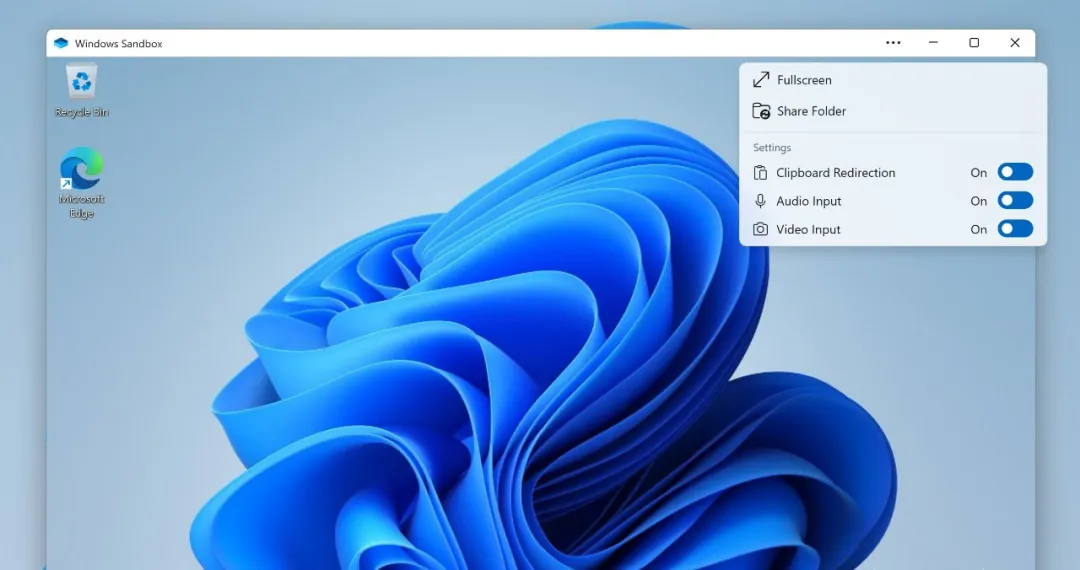 Windows Sandbox
Recycle Bin
Microsoft
Edge
Fullscreen
Share Folder
Settings
Clipboard Redirection On
Audio Input On
Video Input On